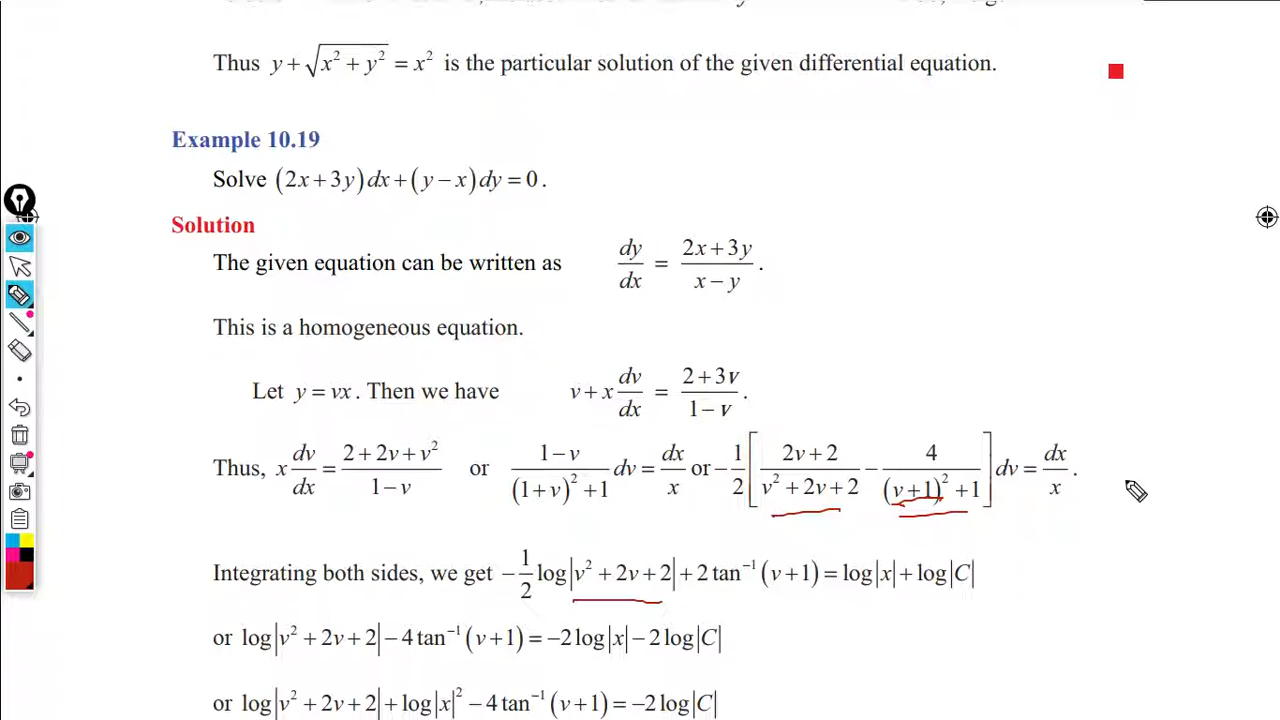 Thus y + √(x² + y²) = x² is the particular solution of the given differential equation.
Example 10.19
Solve (2x + 3y)dx + (y − x)dy = 0.
Solution
The given equation can be written as dy/dx = (2x + 3y)/(x − y).
This is a homogeneous equation.
Let y = vx. Then we have v + x dv/dx = (2 + 3v)/(1 − v).
Thus, x dv/dx = (2 + 2v + v²)/(1 − v) or (1 − v)/((1 + v)² + 1) dv = dx/x or −1/2 [(2v + 2)/(v² + 2v + 2) − 4/((v + 1)² + 1)] dv = dx/x.
Integrating both sides, we get −1/2 log|v² + 2v + 2| + 2 tan⁻¹(v + 1) = log|x| + log|C|
or log|v² + 2v + 2| − 4 tan⁻¹(v + 1) = −2 log|x| − 2 log|C|
or log|v² + 2v + 2| + log|x|² − 4 tan⁻¹(v + 1) = −2 log|C|